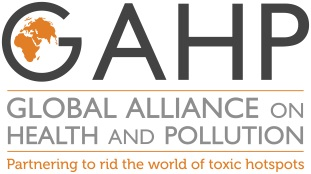 GAHP
GLOBAL ALLIANCE ON
HEALTH AND POLLUTION
Partnering to rid the world of toxic hotspots